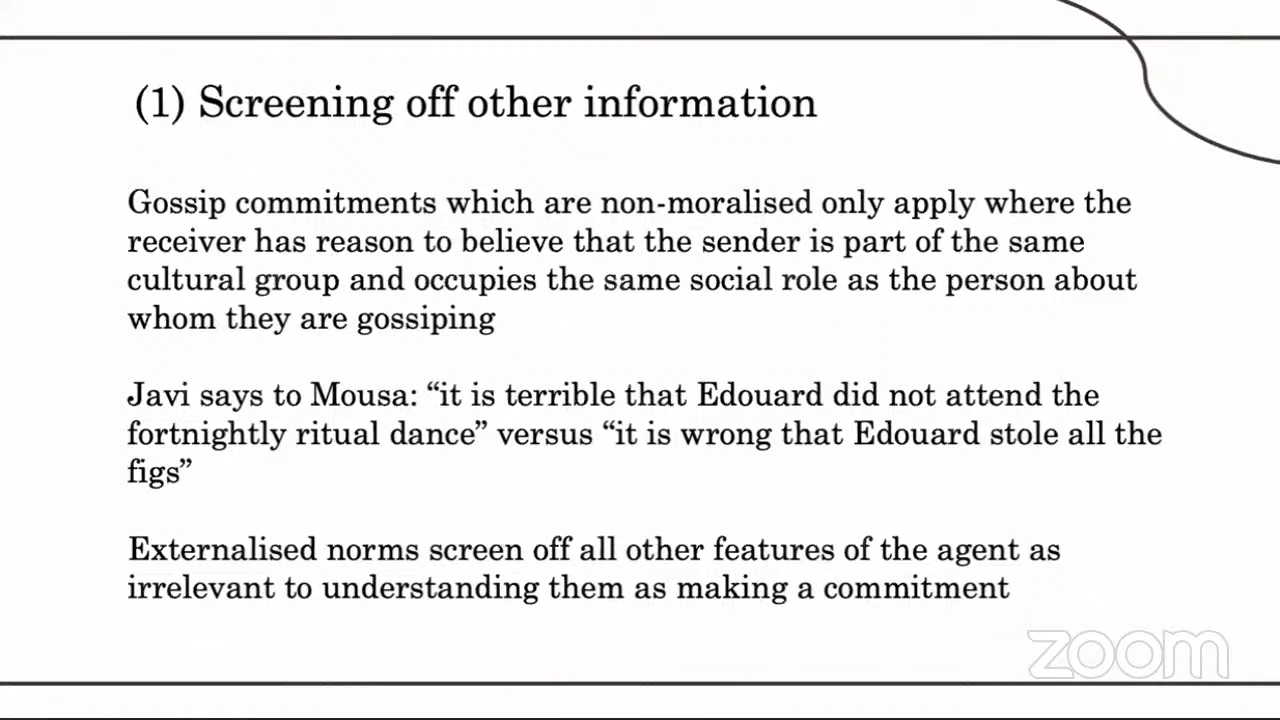 (1) Screening off other information
Gossip commitments which are non-moralised only apply where the
receiver has reason to believe that the sender is part of the same
cultural group and occupies the same social role as the person about
whom they are gossiping
Javi says to Mousa: “it is terrible that Edouard did not attend the
fortnightly ritual dance” versus “it is wrong that Edouard stole all the
figs”
Externalised norms screen off all other features of the agent as
irrelevant to understanding them as making a commitment
zoom